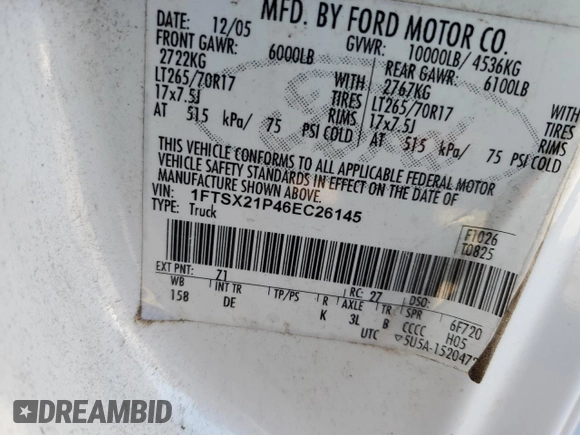 MFD. BY FORD MOTOR CO.
DATE: 12/05 GVWR: 10000LB/ 4536KG
FRONT GAWR: 6000LB REAR GAWR: 6100LB
2722KG WITH 2767KG WITH
LT265/70R17 TIRES LT265/70R17 TIRES
17x7.5J RIMS 17x7.5J RIMS
AT 515 kPa/ 75 PSI COLD AT 515 kPa/ 75 PSI COLD
THIS VEHICLE CONFORMS TO ALL APPLICABLE FEDERAL MOTOR
VEHICLE SAFETY STANDARDS IN EFFECT ON THE DATE OF
MANUFACTURE SHOWN ABOVE.
VIN: 1FTSX21P46EC26145
TYPE: Truck
F1026
T0825
EXT PNT: Z1 RC: 27 DSO:
WB INT TR TP/PS R AXLE TR SPR 6F720
158 DE K 3L B CCCC H05
UTC 5U5A-1520472
Ford
DREAMBID